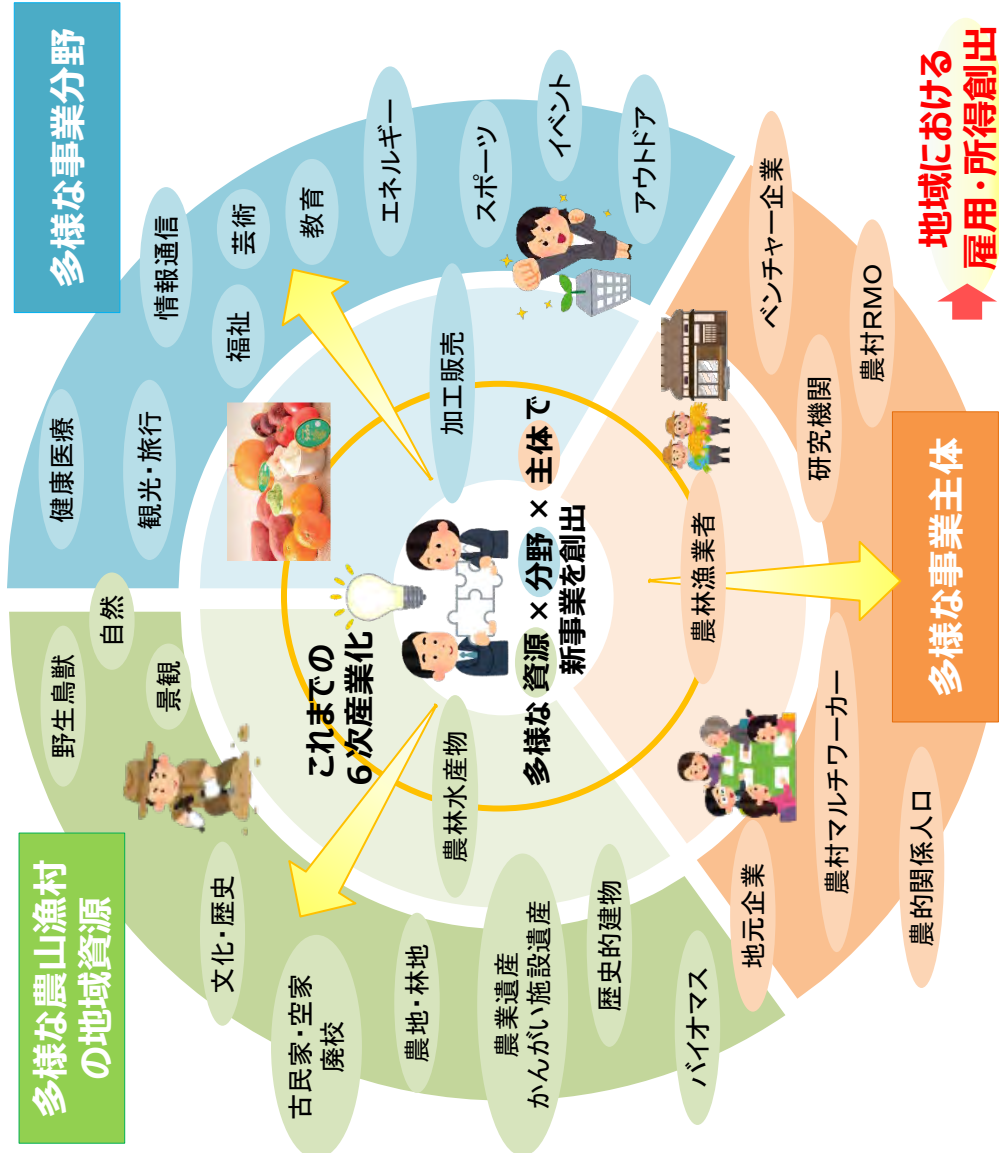 多様な農山漁村
の地域資源
野生鳥獣
自然
景観
文化・歴史
古民家・空家
廃校
農地・林地
農業遺産
かんがい施設遺産
歴史的建物
バイオマス
農林水産物
多様な事業分野
健康医療
観光・旅行
情報通信
福祉
芸術
教育
エネルギー
スポーツ
イベント
アウトドア
加工販売
これまでの
6次産業化
多様な 資源 × 分野 × 主体で
新事業を創出
農林漁業者
地元企業
農村マルチワーカー
農的関係人口
研究機関
農村RMO
ベンチャー企業
多様な事業主体
地域における
雇用・所得創出